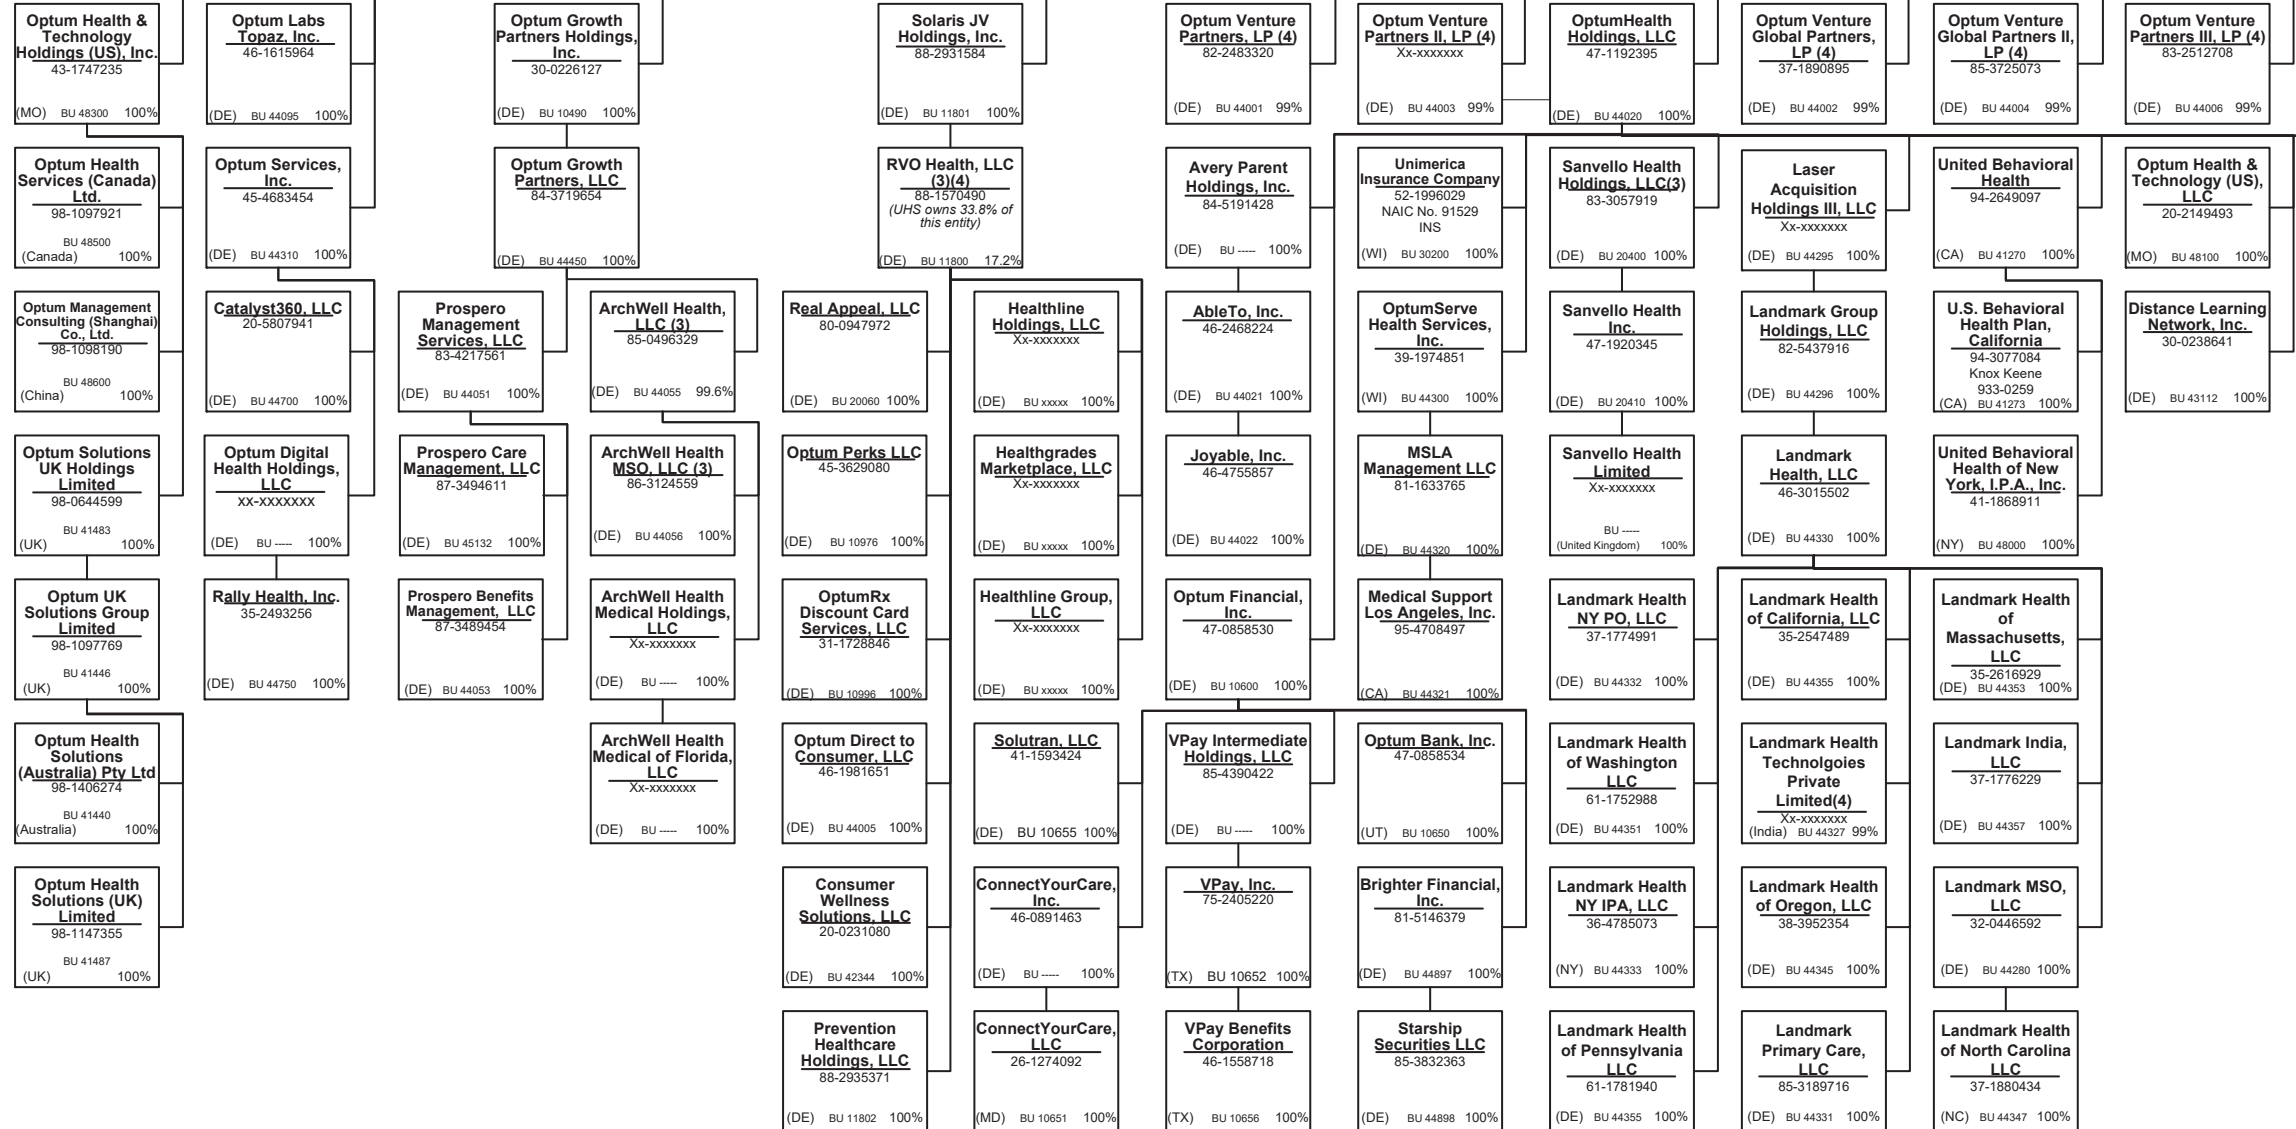 Optum Health &
Technology
Holdings (US), Inc.
43-1747235
(MO) BU 48300 100%
Optum Labs
Topaz, Inc.
46-1615964
(DE) BU 44095 100%
Optum Growth
Partners Holdings,
Inc.
30-0226127
(DE) BU 10490 100%
Solaris JV
Holdings, Inc.
88-2931584
(DE) BU 11801 100%
Optum Venture
Partners, LP (4)
82-2483320
(DE) BU 44001 99%
Optum Venture
Partners II, LP (4)
Xx-xxxxxxx
(DE) BU 44003 99%
OptumHealth
Holdings, LLC
47-1192395
(DE) BU 44020 100%
Optum Venture
Global Partners,
LP (4)
37-1890895
(DE) BU 44002 99%
Optum Venture
Global Partners II,
LP (4)
85-3725073
(DE) BU 44004 99%
Optum Venture
Partners III, LP (4)
83-2512708
(DE) BU 44006 99%
Optum Health
Services (Canada)
Ltd.
98-1097921
BU 48500
(Canada) 100%
Optum Services,
Inc.
45-4683454
(DE) BU 44310 100%
Optum Growth
Partners, LLC
84-3719654
(DE) BU 44450 100%
RVO Health, LLC
(3)(4)
88-1570490
(UHS owns 33.8% of
this entity)
(DE) BU 11800 17.2%
Avery Parent
Holdings, Inc.
84-5191428
(DE) BU ----- 100%
Unimerica
Insurance Company
52-1996029
NAIC No. 91529
INS
(WI) BU 30200 100%
Sanvello Health
Holdings, LLC(3)
83-3057919
(DE) BU 20400 100%
Laser
Acquisition
Holdings III, LLC
Xx-xxxxxxx
(DE) BU 44295 100%
United Behavioral
Health
94-2649097
(CA) BU 41270 100%
Optum Health &
Technology (US),
LLC
20-2149493
(MO) BU 48100 100%
Optum Management
Consulting (Shanghai)
Co., Ltd.
98-1098190
BU 48600
(China) 100%
Catalyst360, LLC
20-5807941
(DE) BU 44700 100%
Prospero
Management
Services, LLC
83-4217561
(DE) BU 44051 100%
ArchWell Health,
LLC (3)
85-0496329
(DE) BU 44055 99.6%
Real Appeal, LLC
80-0947972
(DE) BU 20060 100%
Healthline
Holdings, LLC
Xx-xxxxxxx
(DE) BU xxxxx 100%
AbleTo, Inc.
46-2468224
(DE) BU 44021 100%
OptumServe
Health Services,
Inc.
39-1974851
(WI) BU 44300 100%
Sanvello Health
Inc.
47-1920345
(DE) BU 20410 100%
Landmark Group
Holdings, LLC
82-5437916
(DE) BU 44296 100%
U.S. Behavioral
Health Plan,
California
94-3077084
Knox Keene
933-0259
(CA) BU 41273 100%
Distance Learning
Network, Inc.
30-0238641
(DE) BU 43112 100%
Optum Solutions
UK Holdings
Limited
98-0644599
BU 41483
(UK) 100%
Optum Digital
Health Holdings,
LLC
xx-xxxxxxx
(DE) BU ----- 100%
Prospero Care
Management, LLC
87-3494611
(DE) BU 45132 100%
ArchWell Health
MSO, LLC (3)
86-3124559
(DE) BU 44056 100%
Optum Perks LLC
45-3629080
(DE) BU 10976 100%
Healthgrades
Marketplace, LLC
Xx-xxxxxxx
(DE) BU xxxxx 100%
Joyable, Inc.
46-4755857
(DE) BU 44022 100%
MSLA
Management LLC
81-1633765
(DE) BU 44320 100%
Sanvello Health
Limited
Xx-xxxxxxx
BU -----
(United Kingdom) 100%
Landmark
Health, LLC
46-3015502
(DE) BU 44330 100%
United Behavioral
Health of New
York, I.P.A., Inc.
41-1868911
(NY) BU 48000 100%
Optum UK
Solutions Group
Limited
98-1097769
BU 41446
(UK) 100%
Rally Health, Inc.
35-2493256
(DE) BU 44750 100%
Prospero Benefits
Management, LLC
87-3489454
(DE) BU 44053 100%
ArchWell Health
Medical Holdings,
LLC
Xx-xxxxxxx
(DE) BU ----- 100%
OptumRx
Discount Card
Services, LLC
31-1728846
(DE) BU 10996 100%
Healthline Group,
LLC
Xx-xxxxxxx
(DE) BU xxxxx 100%
Optum Financial,
Inc.
47-0858530
(DE) BU 10600 100%
Medical Support
Los Angeles, Inc.
95-4708497
(CA) BU 44321 100%
Landmark Health
NY PO, LLC
37-1774991
(DE) BU 44332 100%
Landmark Health
of California, LLC
35-2547489
(DE) BU 44355 100%
Landmark Health
of
Massachusetts,
LLC
35-2616929
(DE) BU 44353 100%
Optum Health
Solutions
(Australia) Pty Ltd
98-1406274
BU 41440
(Australia) 100%
ArchWell Health
Medical of Florida,
LLC
Xx-xxxxxxx
(DE) BU ----- 100%
Optum Direct to
Consumer, LLC
46-1981651
(DE) BU 44005 100%
Solutran, LLC
41-1593424
(DE) BU 10655 100%
VPay Intermediate
Holdings, LLC
85-4390422
(DE) BU ----- 100%
Optum Bank, Inc.
47-0858534
(UT) BU 10650 100%
Landmark Health
of Washington
LLC
61-1752988
(DE) BU 44351 100%
Landmark Health
Technolgoies
Private
Limited(4)
Xx-xxxxxxx
(India) BU 44327 99%
Landmark India,
LLC
37-1776229
(DE) BU 44357 100%
Optum Health
Solutions (UK)
Limited
98-1147355
BU 41487
(UK) 100%
Consumer
Wellness
Solutions, LLC
20-0231080
(DE) BU 42344 100%
ConnectYourCare,
Inc.
46-0891463
(DE) BU ----- 100%
VPay, Inc.
75-2405220
(TX) BU 10652 100%
Brighter Financial,
Inc.
81-5146379
(DE) BU 44897 100%
Landmark Health
NY IPA, LLC
36-4785073
(NY) BU 44333 100%
Landmark Health
of Oregon, LLC
38-3952354
(DE) BU 44345 100%
Landmark MSO,
LLC
32-0446592
(DE) BU 44280 100%
Prevention
Healthcare
Holdings, LLC
88-2935371
(DE) BU 11802 100%
ConnectYourCare,
LLC
26-1274092
(MD) BU 10651 100%
VPay Benefits
Corporation
46-1558718
(TX) BU 10656 100%
Starship
Securities LLC
85-3832363
(DE) BU 44898 100%
Landmark Health
of Pennsylvania
LLC
61-1781940
(DE) BU 44355 100%
Landmark
Primary Care,
LLC
85-3189716
(DE) BU 44331 100%
Landmark Health
of North Carolina
LLC
37-1880434
(NC) BU 44347 100%